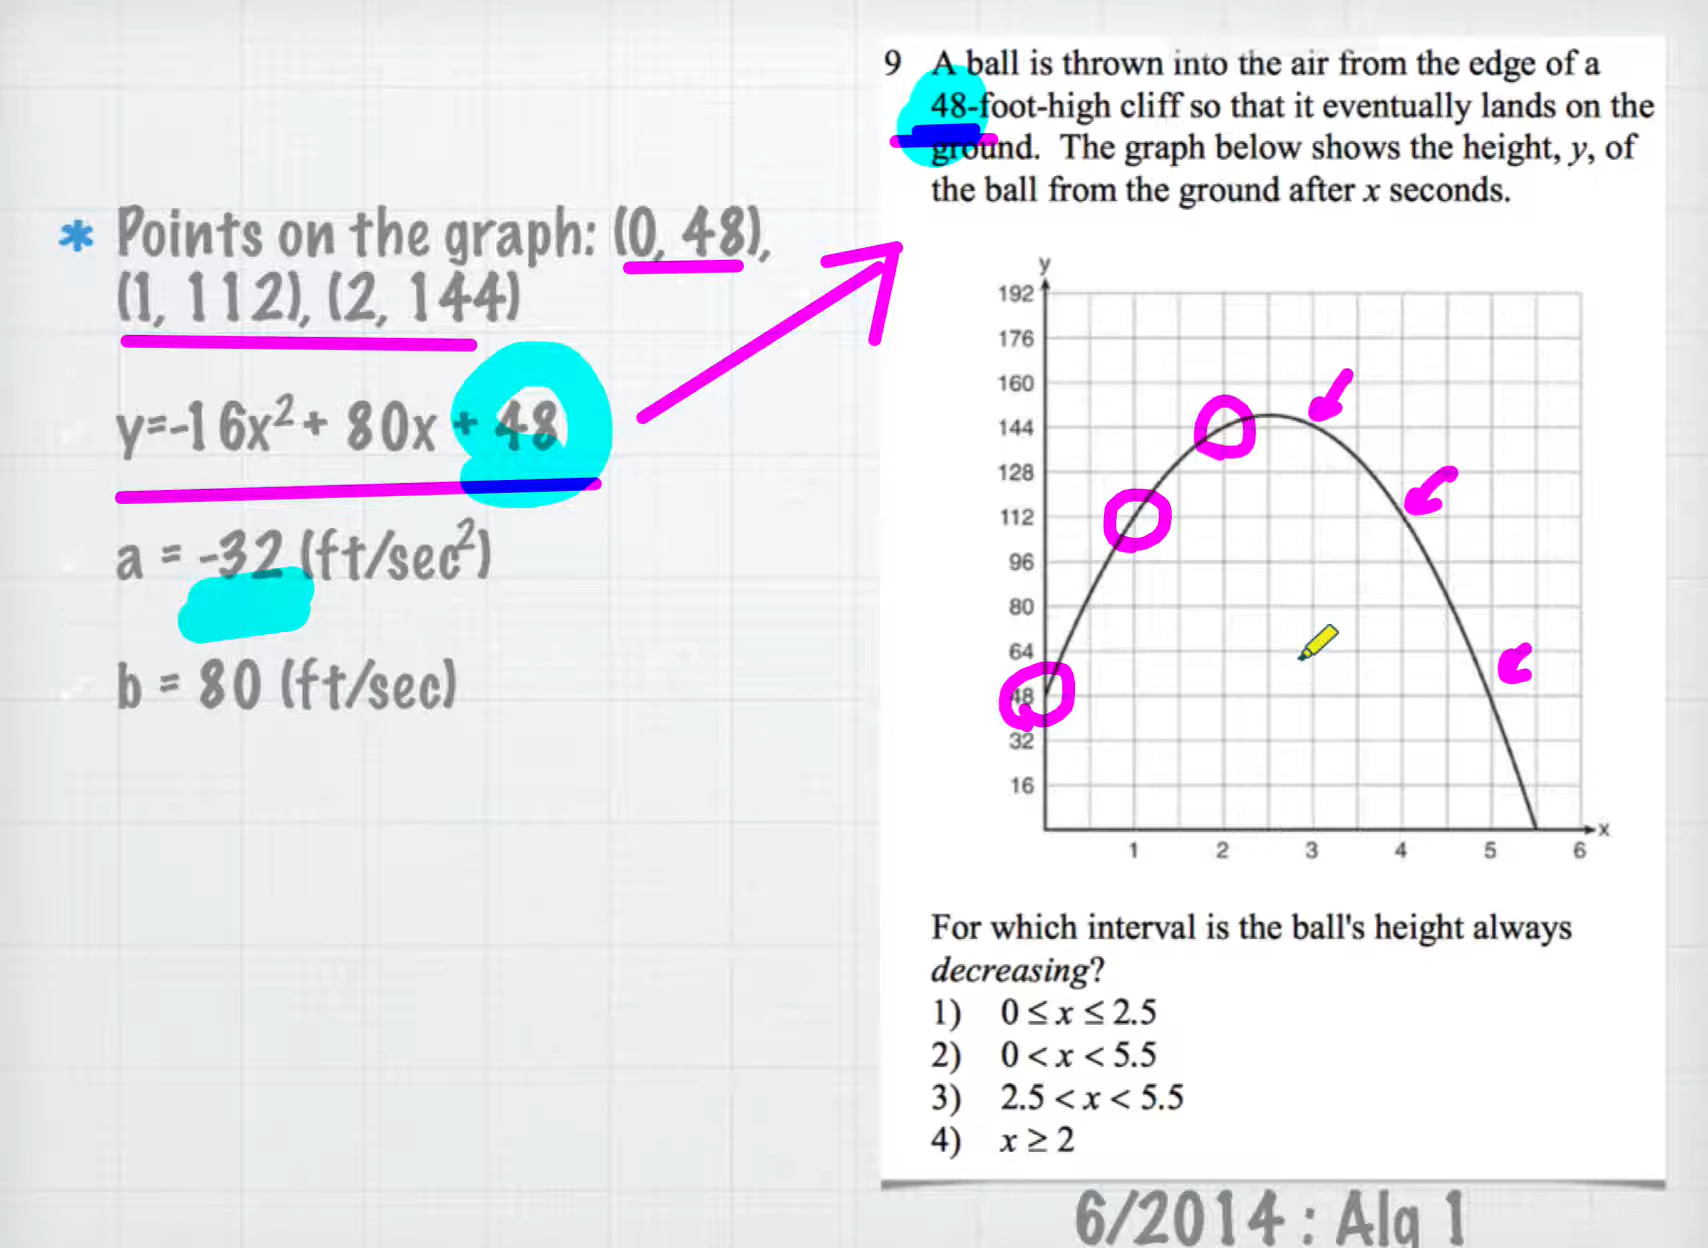 * Points on the graph: (0, 48),
(1, 112), (2, 144)
y=-16x²+ 80x + 48
a = -32 (ft/sec²)
b = 80 (ft/sec)
9 A ball is thrown into the air from the edge of a
48-foot-high cliff so that it eventually lands on the
ground. The graph below shows the height, y, of
the ball from the ground after x seconds.
y
192
176
160
144
128
112
96
80
64
48
32
16
x
1 2 3 4 5 6
For which interval is the ball's height always
decreasing?
1) 0 ≤ x ≤ 2.5
2) 0 < x < 5.5
3) 2.5 < x < 5.5
4) x ≥ 2
6/2014 : Alg 1